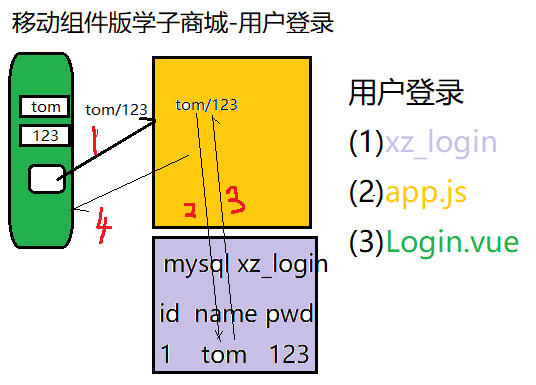 移动组件版学子商城-用户登录
tom
123
tom/123
1
tom/123
2
3
4
mysql xz_login
id name pwd
1 tom 123
用户登录
(1)xz_login
(2)app.js
(3)Login.vue